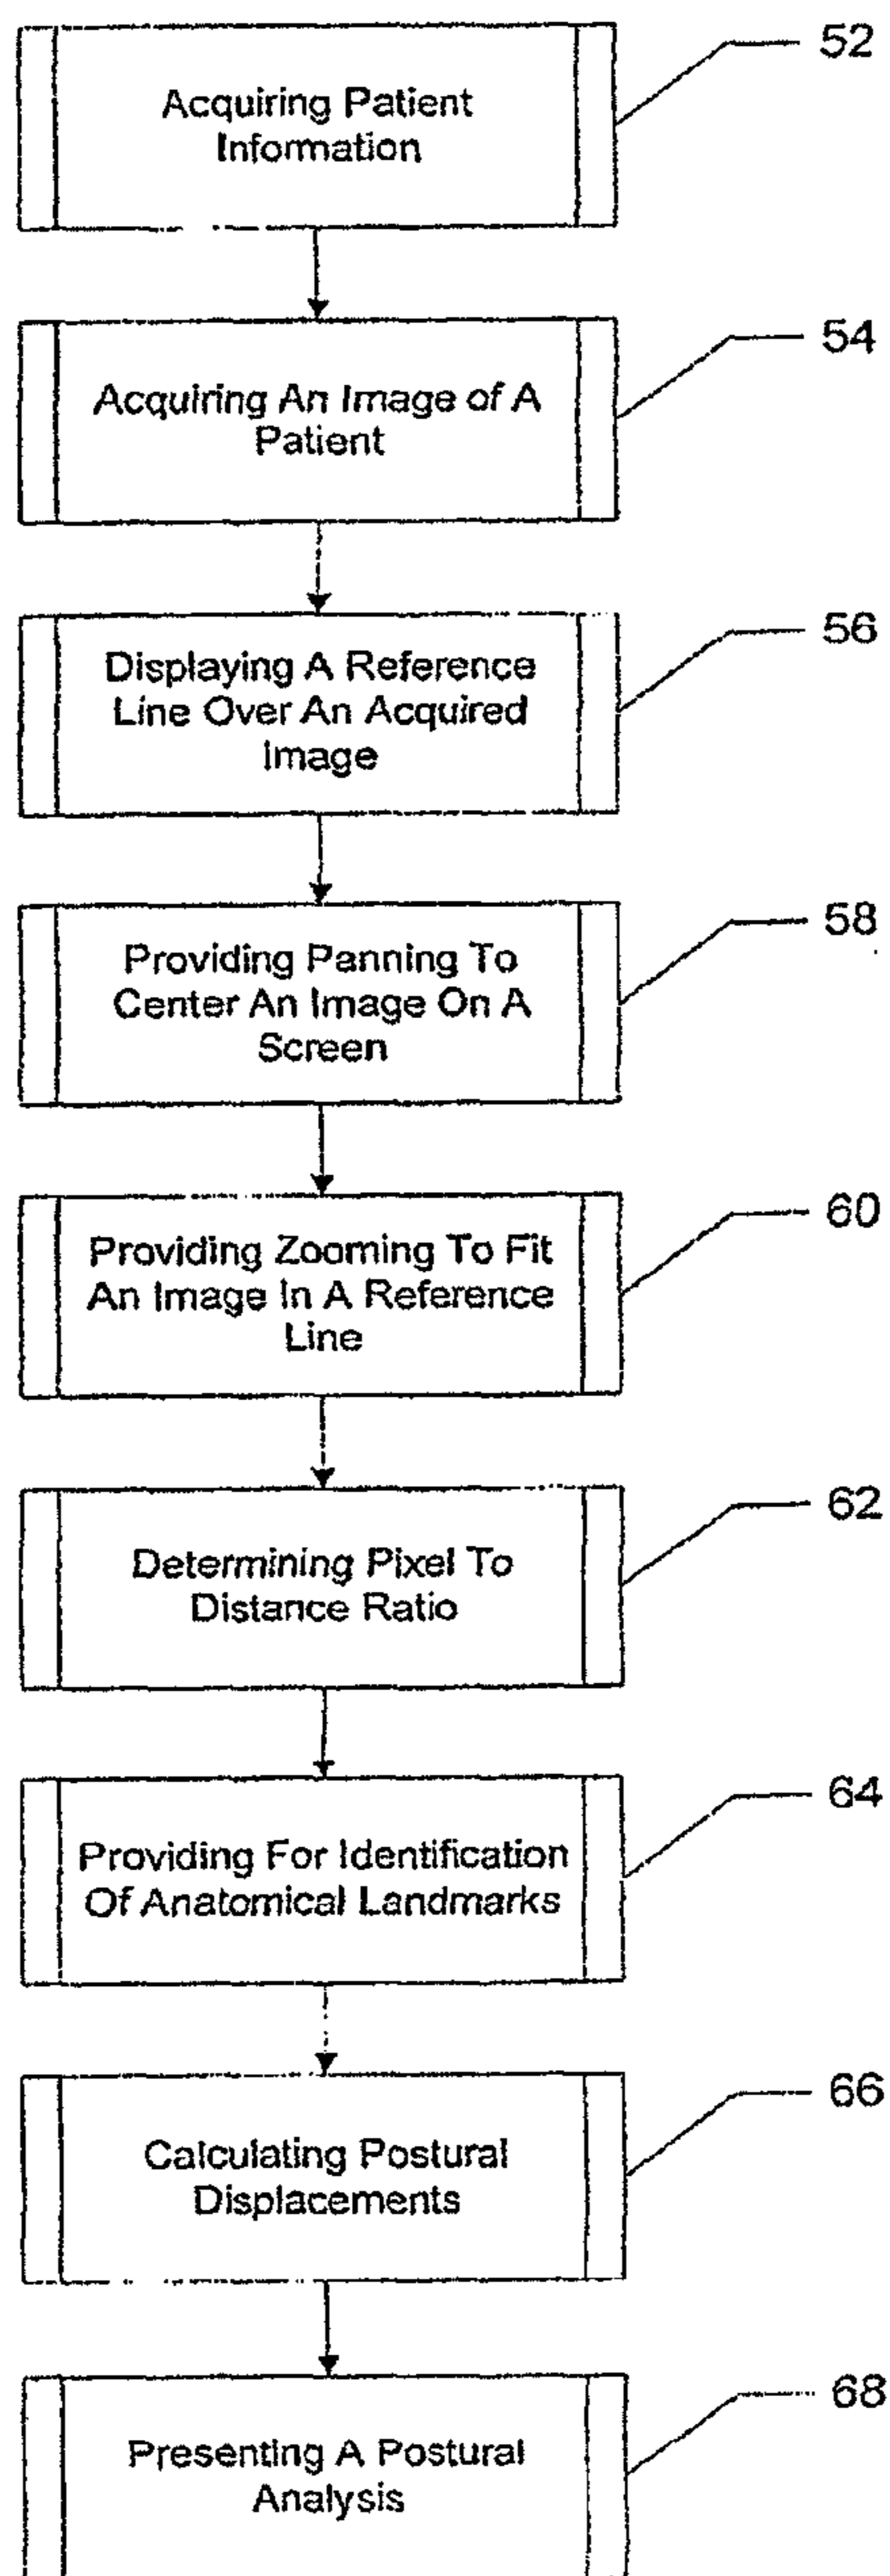 52
Acquiring Patient
Information
54
Acquiring An Image of A
Patient
56
Displaying A Reference
Line Over An Acquired
Image
58
Providing Panning To
Center An Image On A
Screen
60
Providing Zooming To Fit
An Image In A Reference
Line
62
Determining Pixel To
Distance Ratio
64
Providing For Identification
Of Anatomical Landmarks
66
Calculating Postural
Displacements
68
Presenting A Postural
Analysis